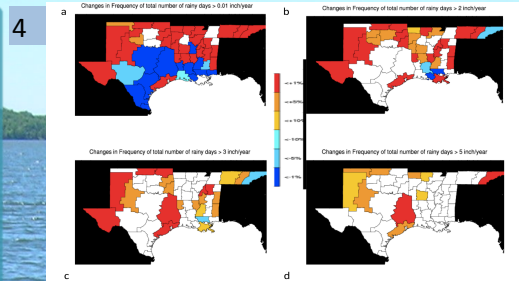 4
a
Changes in Frequency of total number of rainy days > 0.01 inch/year
b
Changes in Frequency of total number of rainy days > 2 inch/year
Changes in Frequency of total number of rainy days > 3 inch/year
Changes in Frequency of total number of rainy days > 5 inch/year
c
d